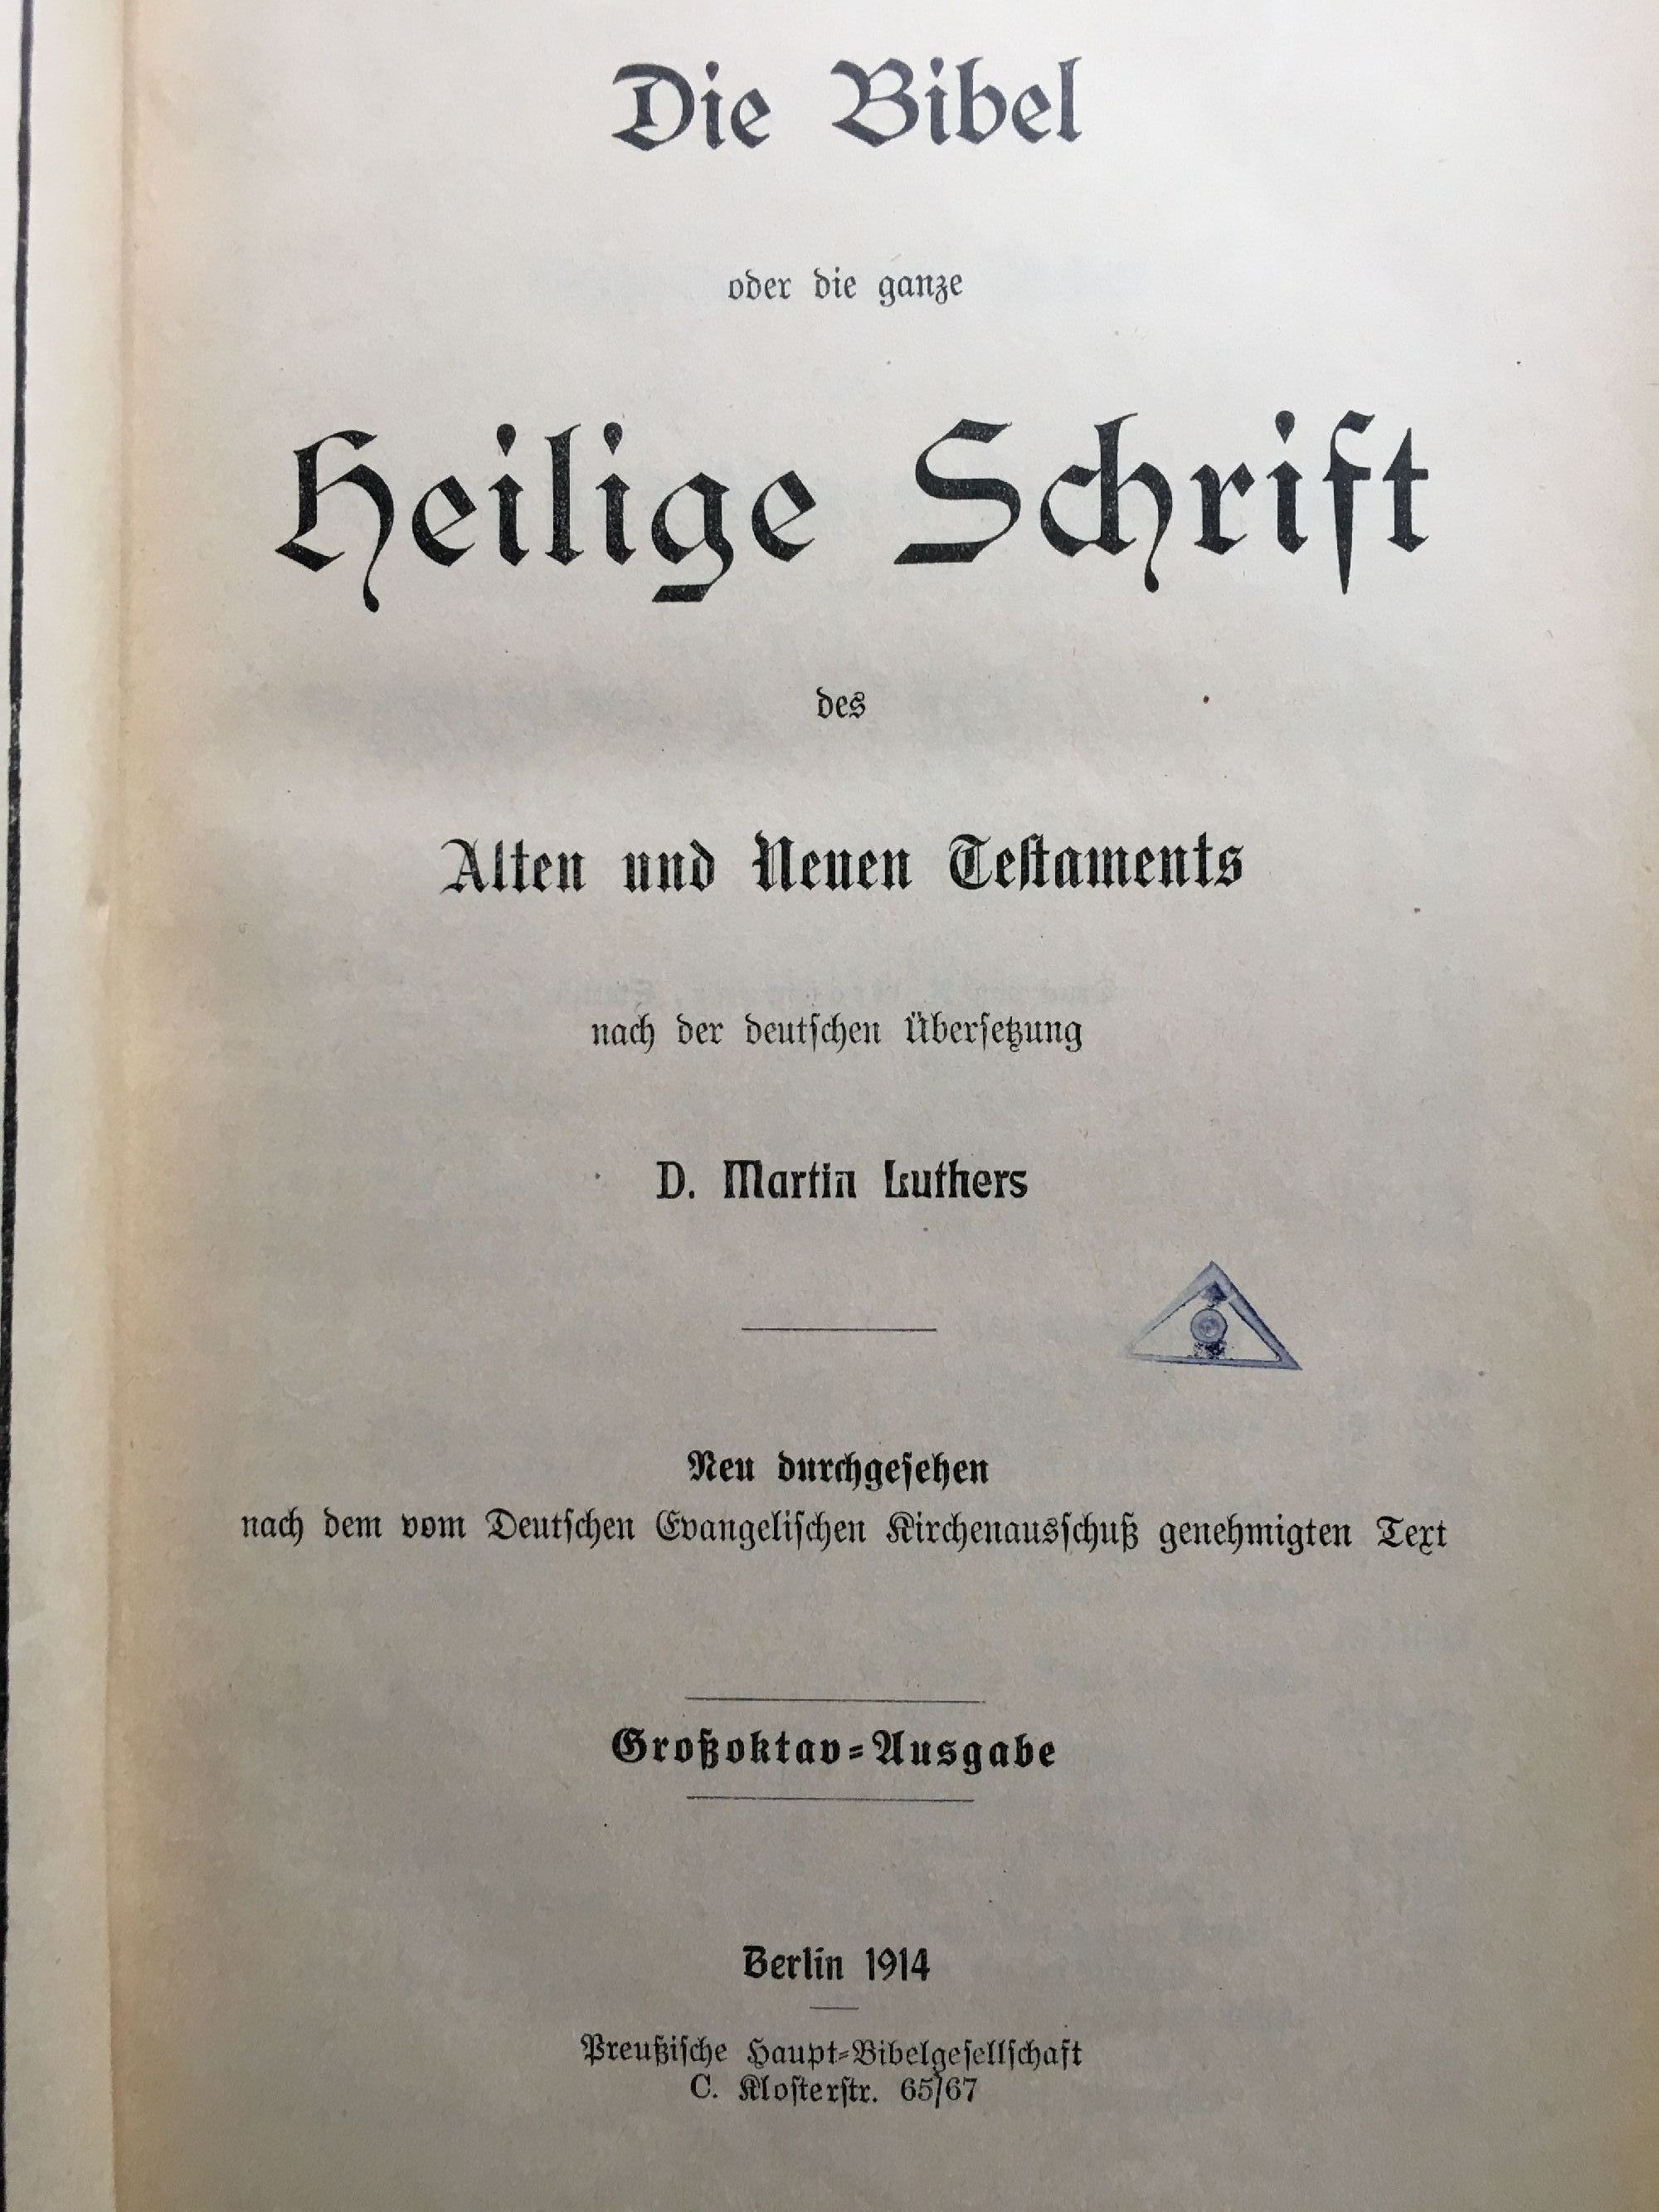 Die Bibel
oder die ganze
Heilige Schrift
des
Alten und Neuen Teſtaments
nach der deutſchen Überſetzung
D. Martin Luthers
Neu durchgeſehen
nach dem vom Deutſchen Evangeliſchen Kirchenausſchuß genehmigten Text
Großoktav=Ausgabe
Berlin 1914
Preußiſche Haupt=Bibelgeſellſchaft
C. Kloſterſtr. 65/67